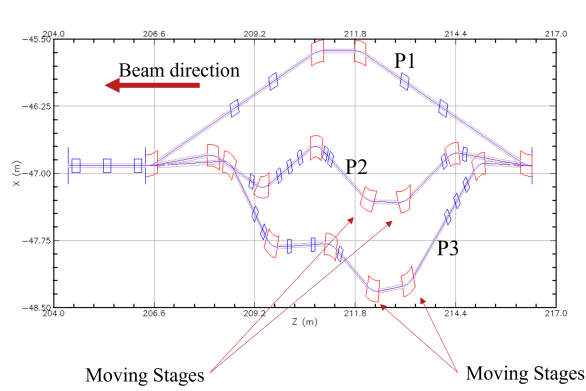 204.0 206.6 209.2 211.8 214.4 217.0
-45.50
P1
Beam direction
-46.25
X (m)
-47.00
P2
-47.75
P3
-48.50
204.0 206.6 209.2 211.8 214.4 217.0
Z (m)
Moving Stages
Moving Stages